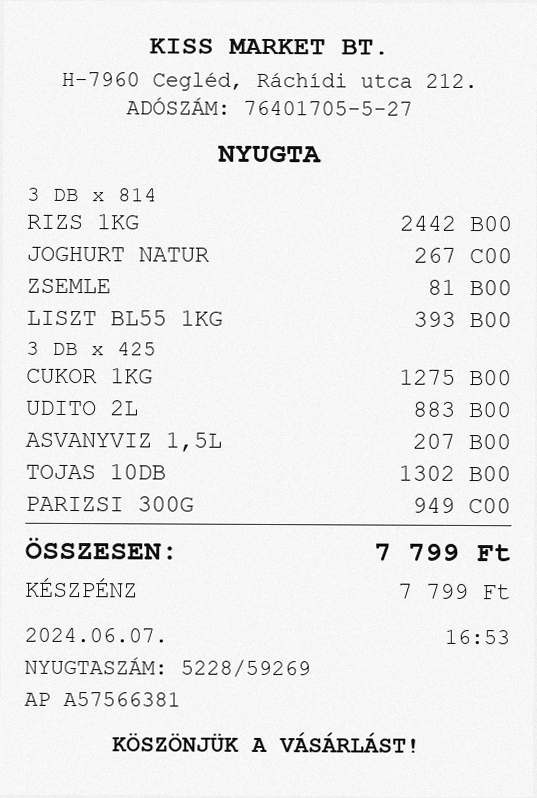 KISS MARKET BT.
H-7960 Cegléd, Ráchídi utca 212.
ADÓSZÁM: 76401705-5-27
NYUGTA
3 DB x 814
RIZS 1KG 2442 B00
JOGHURT NATUR 267 C00
ZSEMLE 81 B00
LISZT BL55 1KG 393 B00
3 DB x 425
CUKOR 1KG 1275 B00
UDITO 2L 883 B00
ASVANYVIZ 1,5L 207 B00
TOJAS 10DB 1302 B00
PARIZSI 300G 949 C00
ÖSSZESEN: 7 799 Ft
KÉSZPÉNZ 7 799 Ft
2024.06.07. 16:53
NYUGTASZÁM: 5228/59269
AP A57566381
KÖSZÖNJÜK A VÁSÁRLÁST!